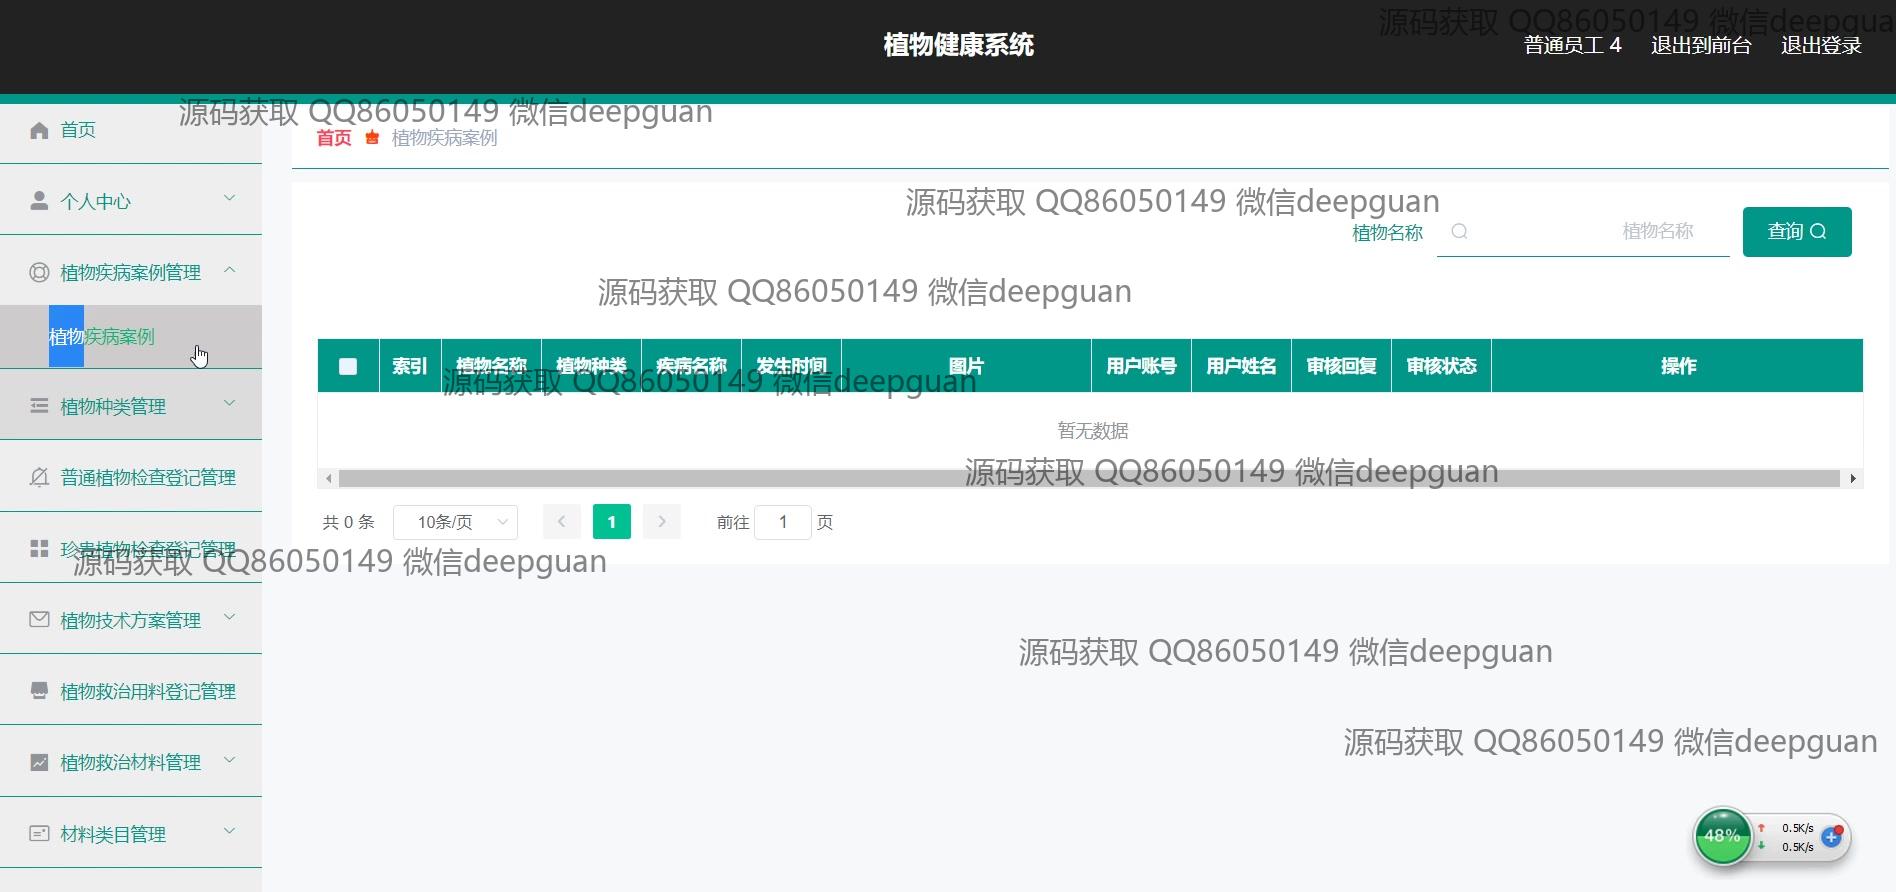 源码获取 QQ86050149 微信deepgua
植物健康系统
普通员工 4 退出到前台 退出登录
源码获取 QQ86050149 微信deepguan
首页
首页 植物疾病案例
个人中心
源码获取 QQ86050149 微信deepguan
植物名称 植物名称 查询
植物疾病案例管理
源码获取 QQ86050149 微信deepguan
植物疾病案例
索引 植物名称 植物种类 疾病名称 发生时间 图片 用户账号 用户姓名 审核回复 审核状态 操作
源码获取 QQ86050149 微信deepguan
植物种类管理
暂无数据
源码获取 QQ86050149 微信deepguan
普通植物检查登记管理
共 0 条 10条/页 1 前往 1 页
珍贵植物检查登记管理
源码获取 QQ86050149 微信deepguan
植物技术方案管理
源码获取 QQ86050149 微信deepguan
植物救治用料登记管理
源码获取 QQ86050149 微信deepguan
植物救治材料管理
材料类目管理
48% 0.5K/s
0.5K/s